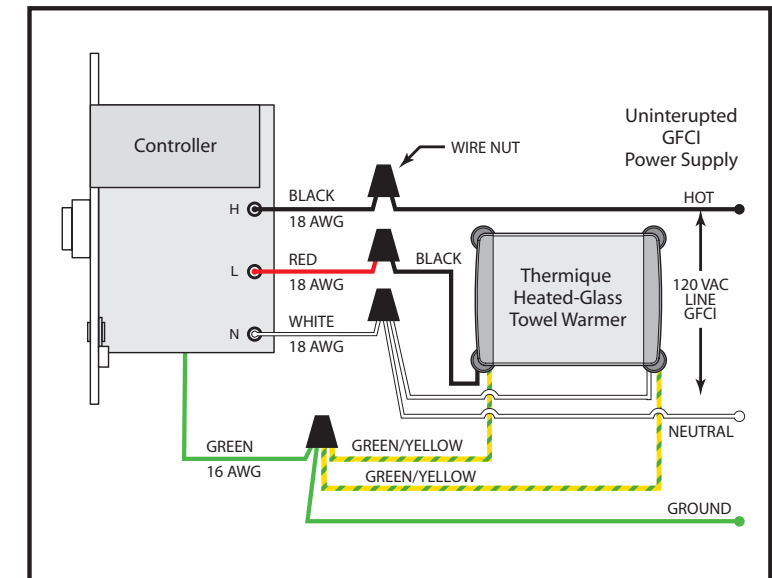 Uninterupted
GFCI
Power Supply
Controller
WIRE NUT
H
BLACK
18 AWG
HOT
L
RED
18 AWG
BLACK
Thermique
Heated-Glass
Towel Warmer
120 VAC
LINE
GFCI
N
WHITE
18 AWG
NEUTRAL
GREEN
16 AWG
GREEN/YELLOW
GREEN/YELLOW
GROUND